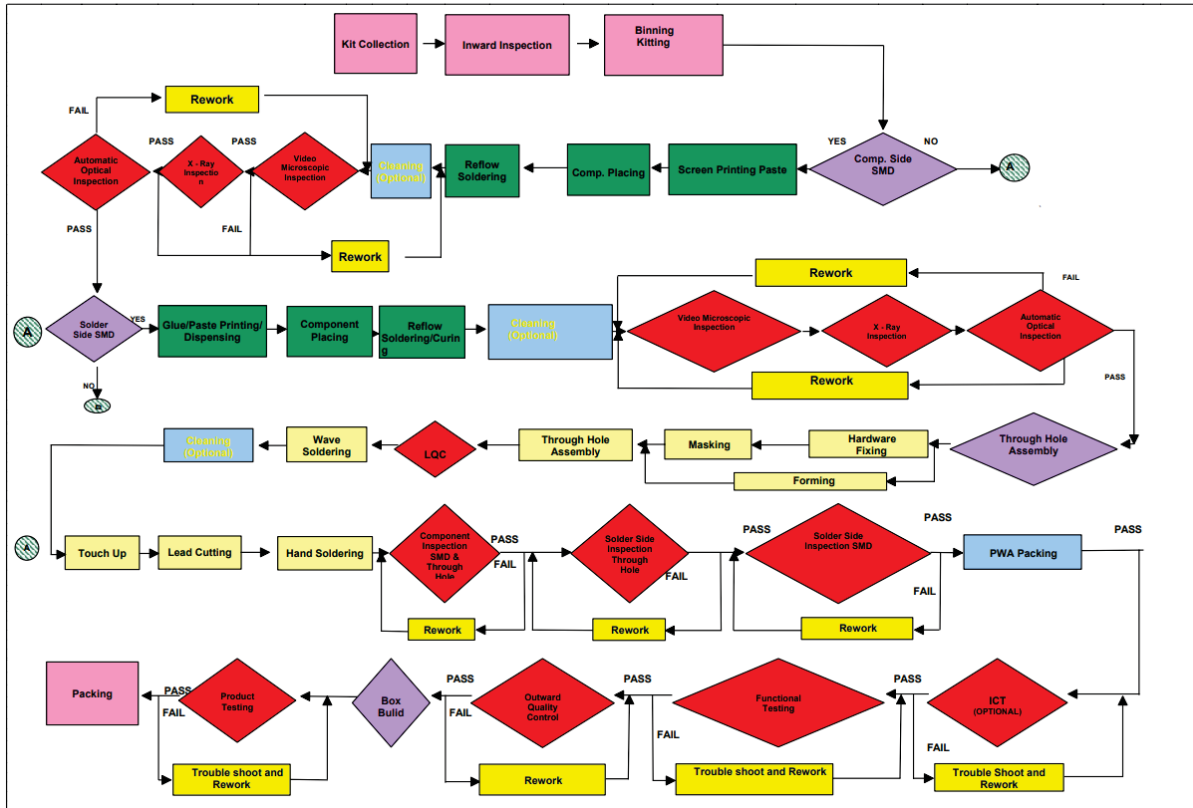 Kit Collection
Inward Inspection
Binning
Kitting
FAIL
Rework
PASS
PASS
YES
NO
Automatic
Optical
Inspection
X - Ray
Inspectio
n
Video
Microscopic
Inspection
Cleaning
(Optional)
Reflow
Soldering
Comp. Placing
Screen Printing Paste
Comp. Side
SMD
A
PASS
FAIL
Rework
Rework
FAIL
A
Solder
Side SMD
YES
Glue/Paste Printing/
Dispensing
Component
Placing
Reflow
Soldering/Curin
g
Cleaning
(Optional)
Video Microscopic
Inspection
X - Ray
Inspection
Automatic
Optical
Inspection
PASS
NO
Rework
Cleaning
(Optional)
Wave
Soldering
LQC
Through Hole
Assembly
Masking
Hardware
Fixing
Forming
Through Hole
Assembly
A
Touch Up
Lead Cutting
Hand Soldering
Component
Inspection
SMD &
Through
Hole
PASS
FAIL
Solder Side
Inspection
Through
Hole
PASS
FAIL
Solder Side
Inspection SMD
PASS
FAIL
PWA Packing
PASS
Rework
Rework
Rework
Packing
PASS
FAIL
Product
Testing
Box
Bulid
PASS
FAIL
Outward
Quality
Control
PASS
FAIL
Functional
Testing
PASS
FAIL
ICT
(OPTIONAL)
Trouble shoot and
Rework
Rework
Trouble shoot and Rework
Trouble Shoot and
Rework